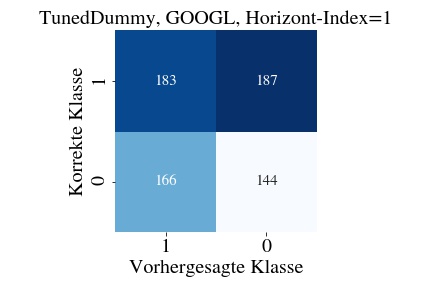 TunedDummy, GOOGL, Horizont-Index=1
Korrekte Klasse
1
183
187
0
166
144
1
0
Vorhergesagte Klasse